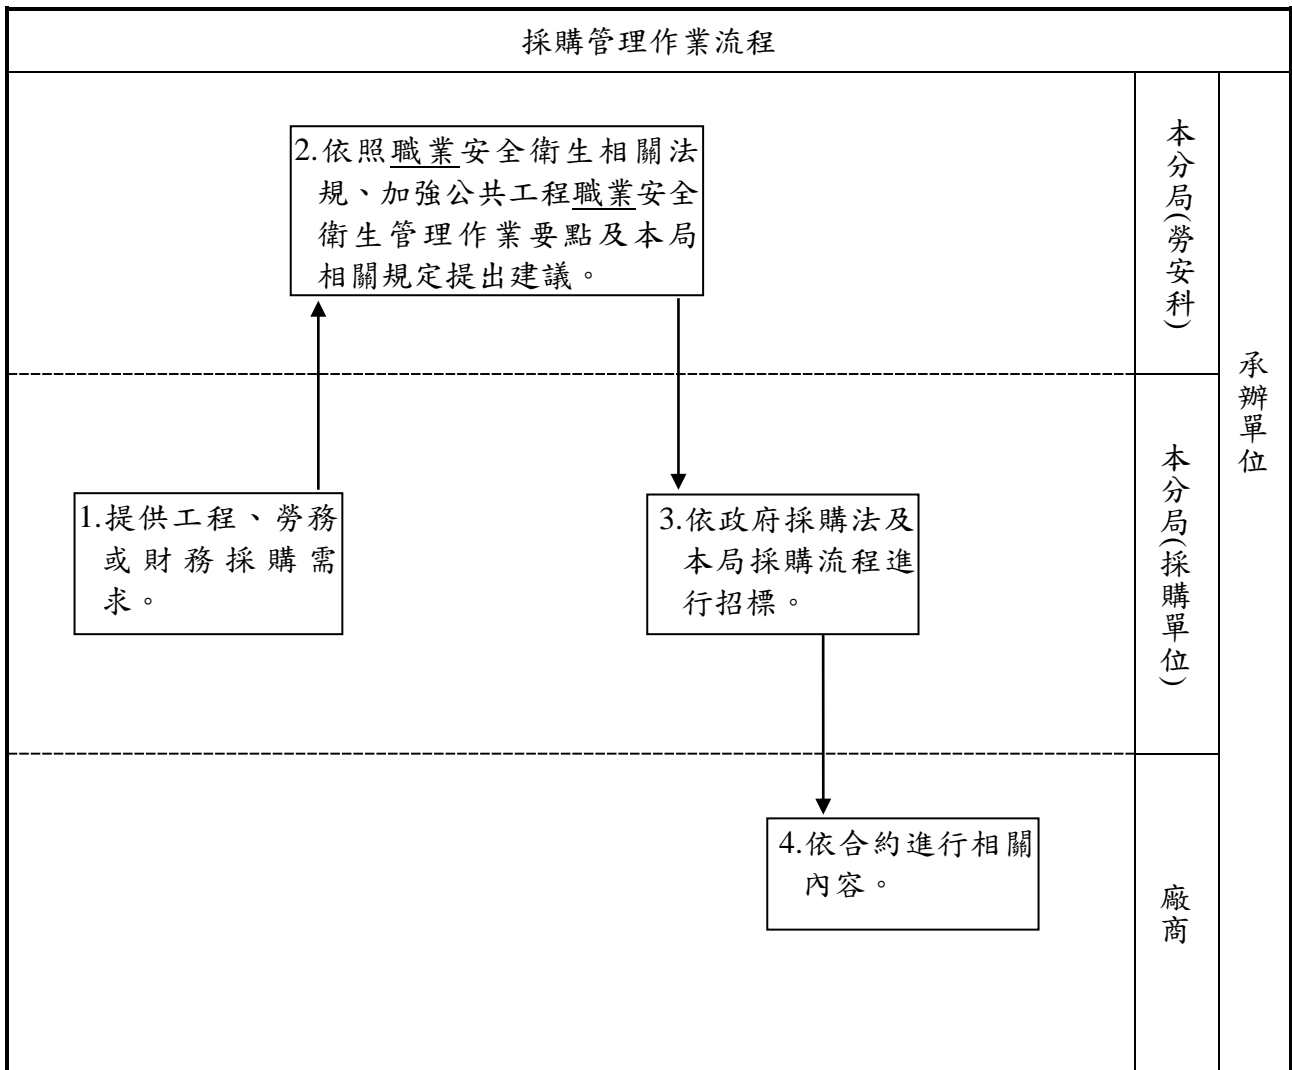 採購管理作業流程
2.依照職業安全衛生相關法
規、加強公共工程職業安全
衛生管理作業要點及本局
相關規定提出建議。
本分局(勞安科)
承辦單位
1.提供工程、勞務
或財務採購需
求。
3.依政府採購法及
本局採購流程進
行招標。
本分局(採購單位)
4.依合約進行相關
內容。
廠商